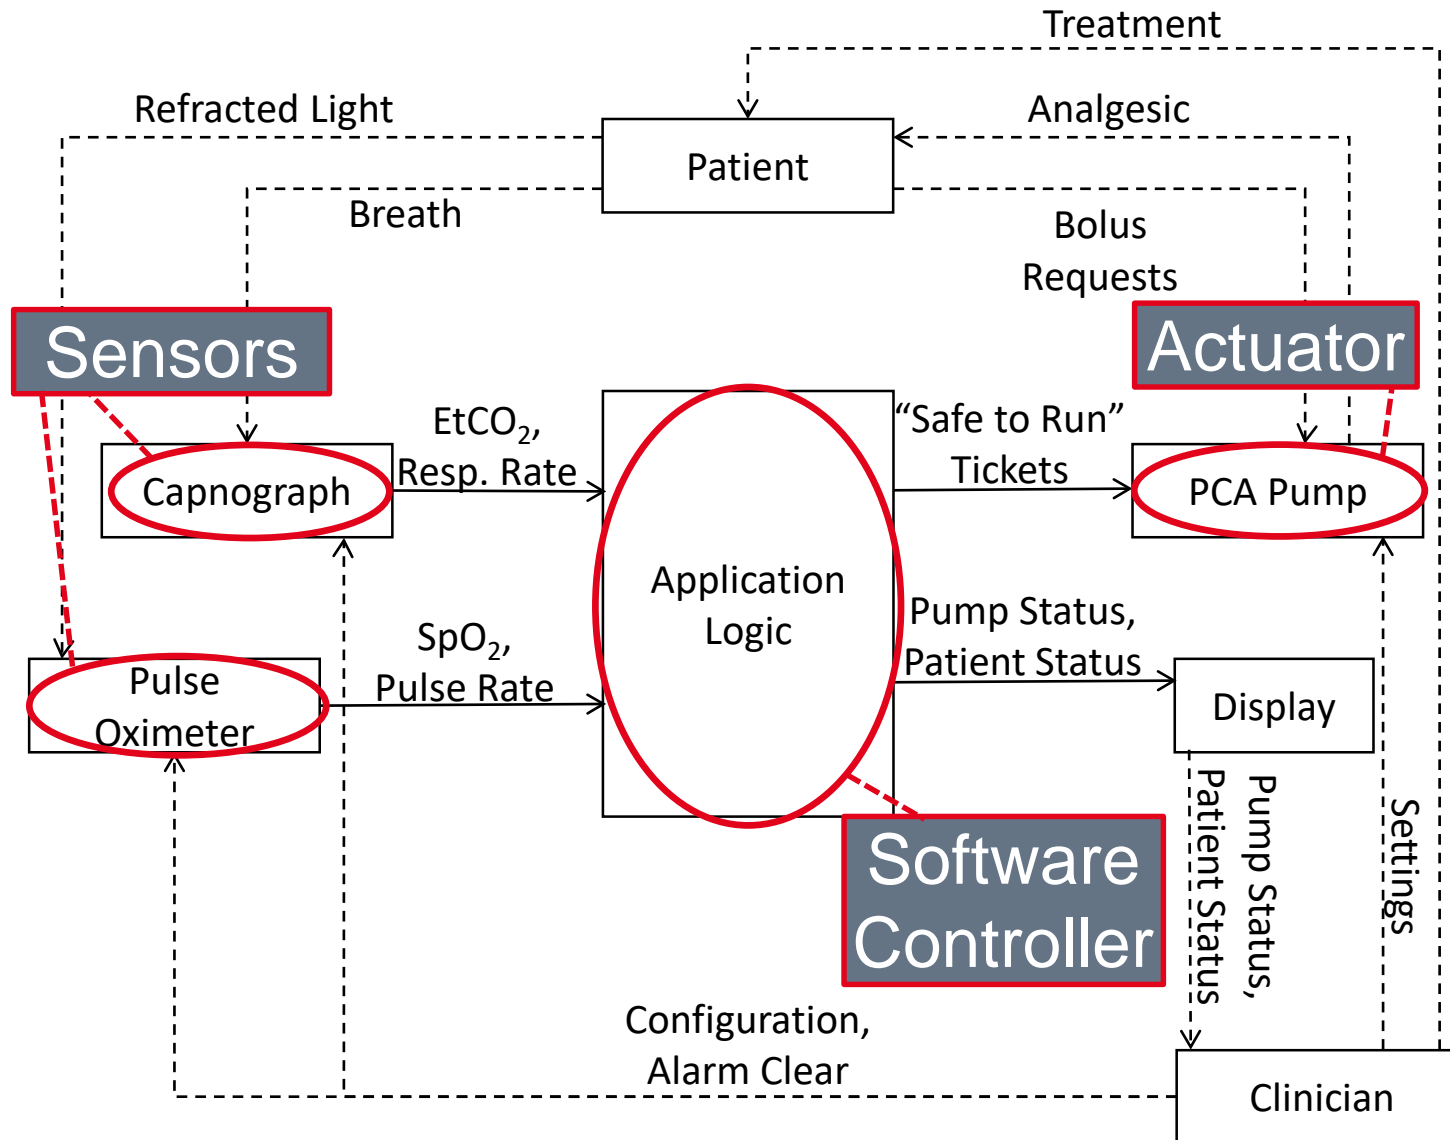 Treatment
Refracted Light
Analgesic
Patient
Breath
Bolus
Requests
Sensors
Actuator
EtCO₂,
Resp. Rate
“Safe to Run”
Tickets
Capnograph
PCA Pump
Application
Logic
SpO₂,
Pulse Rate
Pump Status,
Patient Status
Pulse
Oximeter
Display
Pump Status,
Patient Status
Settings
Software
Controller
Configuration,
Alarm Clear
Clinician